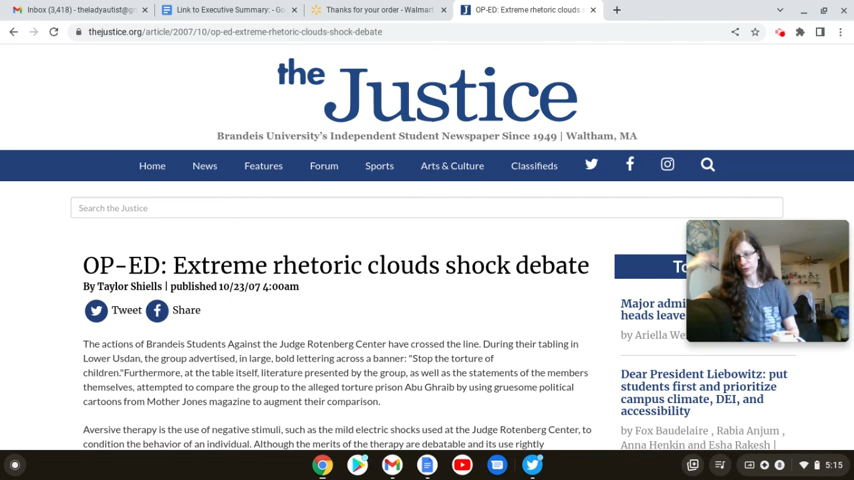 Inbox (3,418) - theladyautist@g
Link to Executive Summary: - Go
Thanks for your order - Walmart
OP-ED: Extreme rhetoric clouds s
thejustice.org/article/2007/10/op-ed-extreme-rhetoric-clouds-shock-debate
the Justice
Brandeis University's Independent Student Newspaper Since 1949 | Waltham, MA
Home News Features Forum Sports Arts & Culture Classifieds
Search the Justice
OP-ED: Extreme rhetoric clouds shock debate
By Taylor Shiells | published 10/23/07 4:00am
Tweet Share
The actions of Brandeis Students Against the Judge Rotenberg Center have crossed the line. During their tabling in
Lower Usdan, the group advertised, in large, bold lettering across a banner: "Stop the torture of
children."Furthermore, at the table itself, literature presented by the group, as well as the statements of the members
themselves, attempted to compare the group to the alleged torture prison Abu Ghraib by using gruesome political
cartoons from Mother Jones magazine to augment their comparison.
Aversive therapy is the use of negative stimuli, such as the mild electric shocks used at the Judge Rotenberg Center, to
condition the behavior of an individual. Although the merits of the therapy are debatable and its use rightly
To
Major admi
heads leave
by Ariella We
Dear President Liebowitz: put
students first and prioritize
campus climate, DEI, and
accessibility
by Fox Baudelaire , Rabia Anjum ,
Anna Henkin and Esha Rakesh |
5:15